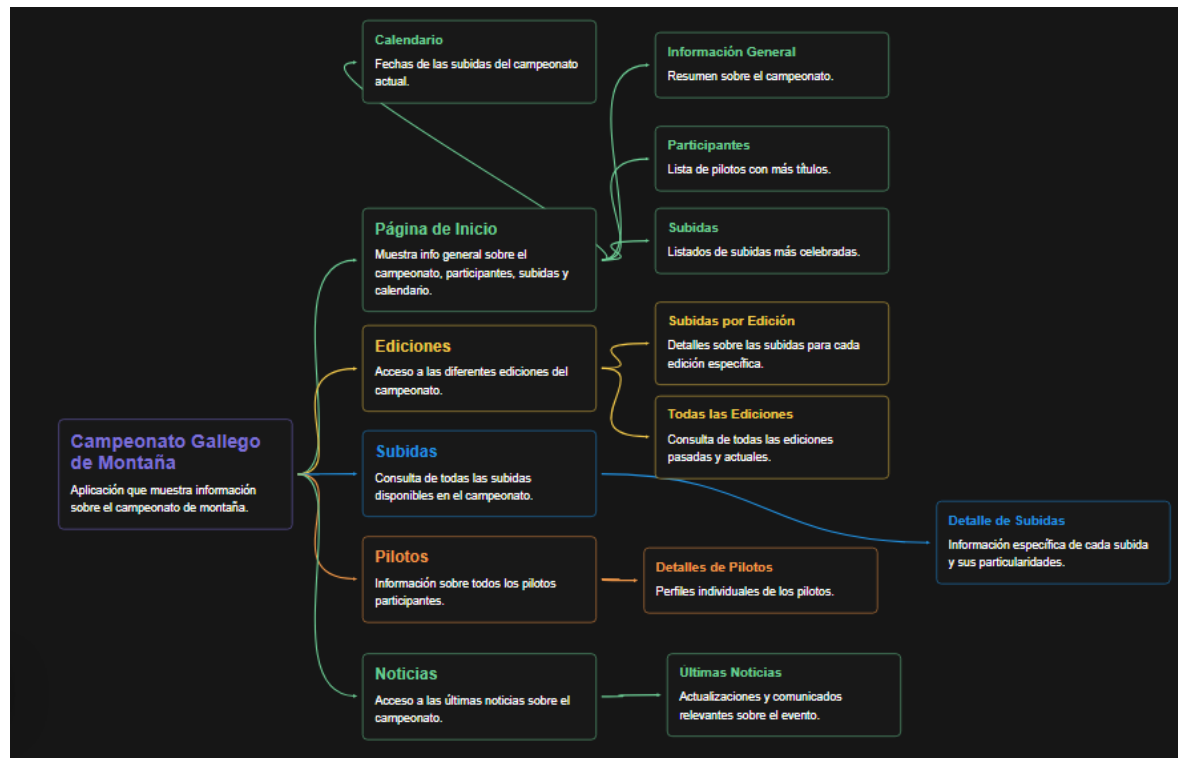 Calendario
Fechas de las subidas del campeonato
actual.
Información General
Resumen sobre el campeonato.
Participantes
Lista de pilotos con más títulos.
Página de Inicio
Muestra info general sobre el
campeonato, participantes, subidas y
calendario.
Subidas
Listados de subidas más celebradas.
Ediciones
Acceso a las diferentes ediciones del
campeonato.
Subidas por Edición
Detalles sobre las subidas para cada
edición específica.
Todas las Ediciones
Consulta de todas las ediciones
pasadas y actuales.
Campeonato Gallego
de Montaña
Aplicación que muestra información
sobre el campeonato de montaña.
Subidas
Consulta de todas las subidas
disponibles en el campeonato.
Detalle de Subidas
Información específica de cada subida
y sus particularidades.
Pilotos
Información sobre todos los pilotos
participantes.
Detalles de Pilotos
Perfiles individuales de los pilotos.
Noticias
Acceso a las últimas noticias sobre el
campeonato.
Últimas Noticias
Actualizaciones y comunicados
relevantes sobre el evento.